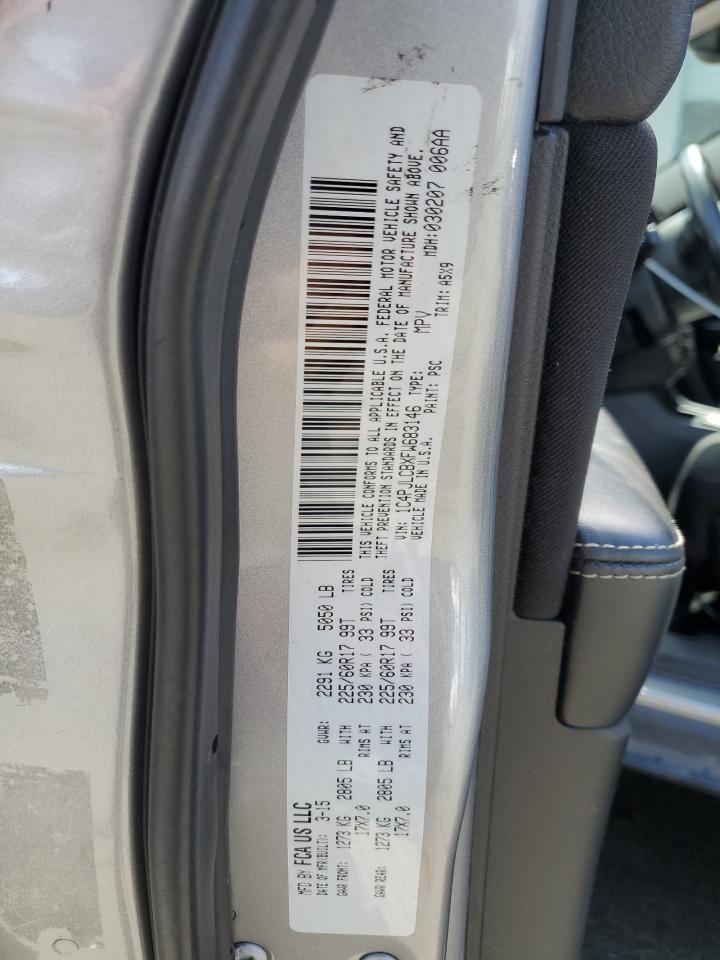 MFD BY FCA US LLC
DATE OF MFR(BUILT): 3-15 GVWR: 2291 KG 5050 LB
GAWR FRONT: 1273 KG 2805 LB WITH 225/60R17 99T TIRES
17X7.0 RIMS AT 230 KPA ( 33 PSI) COLD
GAWR REAR: 1273 KG 2805 LB WITH 225/60R17 99T TIRES
17X7.0 RIMS AT 230 KPA ( 33 PSI) COLD
THIS VEHICLE CONFORMS TO ALL APPLICABLE U.S.A. FEDERAL MOTOR VEHICLE SAFETY AND
THEFT PREVENTION STANDARDS IN EFFECT ON THE DATE OF MANUFACTURE SHOWN ABOVE.
VIN: 1C4PJLCBXFW683146 TYPE: MPV MDH:030207 006AA
VEHICLE MADE IN U.S.A. PAINT: PSC TRIM: A5X9